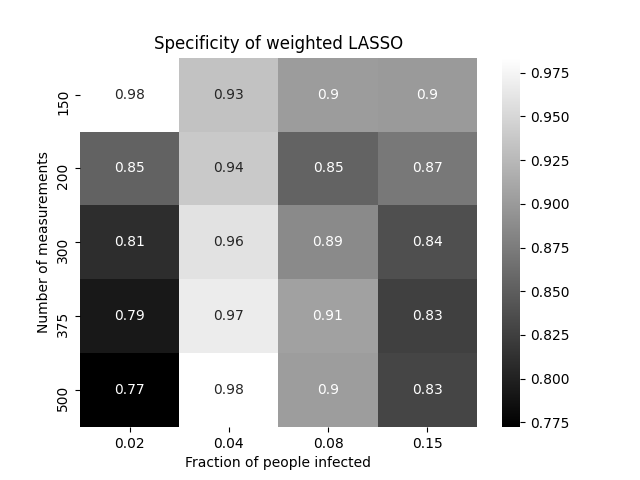 Specificity of weighted LASSO
Number of measurements
150 0.98 0.93 0.9 0.9
200 0.85 0.94 0.85 0.87
300 0.81 0.96 0.89 0.84
375 0.79 0.97 0.91 0.83
500 0.77 0.98 0.9 0.83
0.02 0.04 0.08 0.15
Fraction of people infected
0.975
0.950
0.925
0.900
0.875
0.850
0.825
0.800
0.775